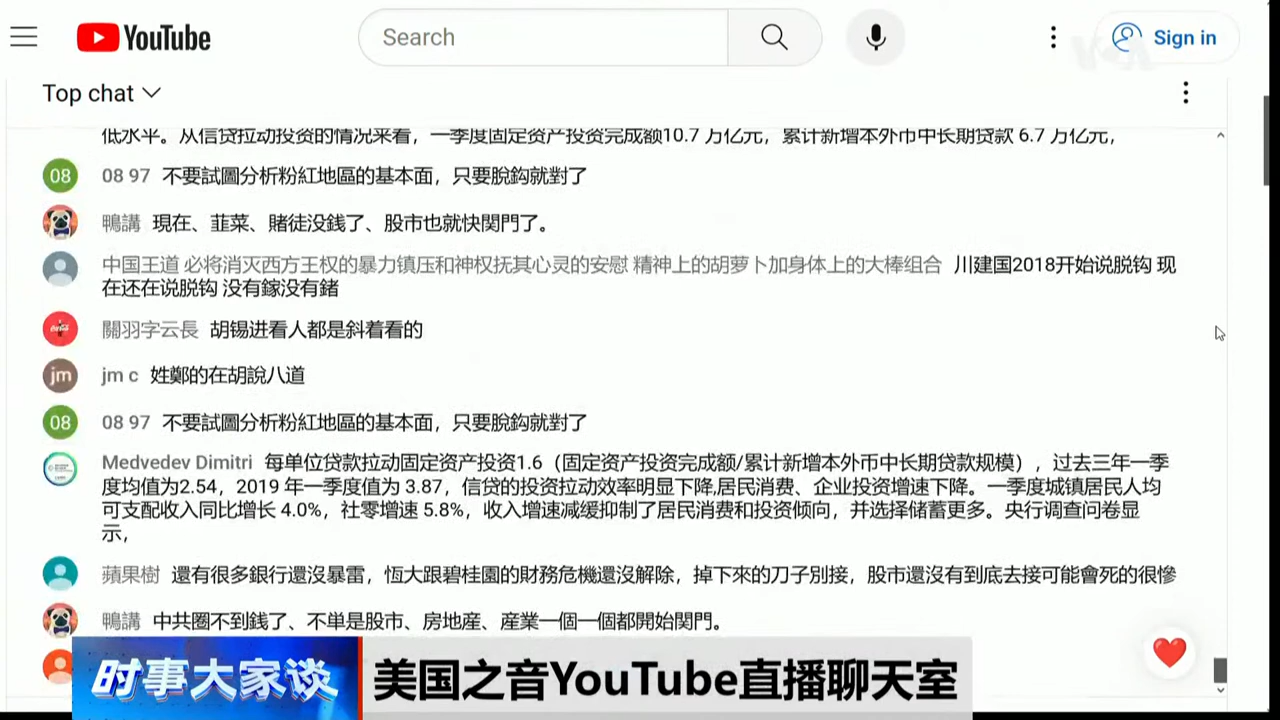 YouTube
Search
Sign in
Top chat
低水平。从信贷拉动投资的情况来看，一季度固定资产投资完成额10.7 万亿元，累计新增本外币中长期贷款 6.7 万亿元，
08 08 97 不要試圖分析粉紅地區的基本面，只要脫鈎就對了
鴨講 現在、韮菜、賭徒没銭了、股市也就快関門了。
中国王道 必将消灭西方王权的暴力镇压和神权抚其心灵的安慰 精神上的胡萝卜加身体上的大棒组合 川建国2018开始说脱钩 现
在还在说脱钩 没有鎵没有鍺
關羽字云長 胡锡进看人都是斜着看的
jm jm c 姓鄭的在胡說八道
08 08 97 不要試圖分析粉紅地區的基本面，只要脫鈎就對了
Medvedev Dimitri 每单位贷款拉动固定资产投资1.6（固定资产投资完成额/累计新增本外币中长期贷款规模），过去三年一季
度均值为2.54，2019 年一季度值为 3.87，信贷的投资拉动效率明显下降,居民消费、企业投资增速下降。一季度城镇居民人均
可支配收入同比增长 4.0%，社零增速 5.8%，收入增速减缓抑制了居民消费和投资倾向，并选择储蓄更多。央行调查问卷显
示，
蘋果樹 還有很多銀行還沒暴雷，恆大跟碧桂園的財務危機還沒解除，掉下來的刀子別接，股市還沒有到底去接可能會死的很慘
鴨講 中共圏不到銭了、不単是股市、房地産、産業一個一個都開始関門。
时事大家谈
美国之音YouTube直播聊天室